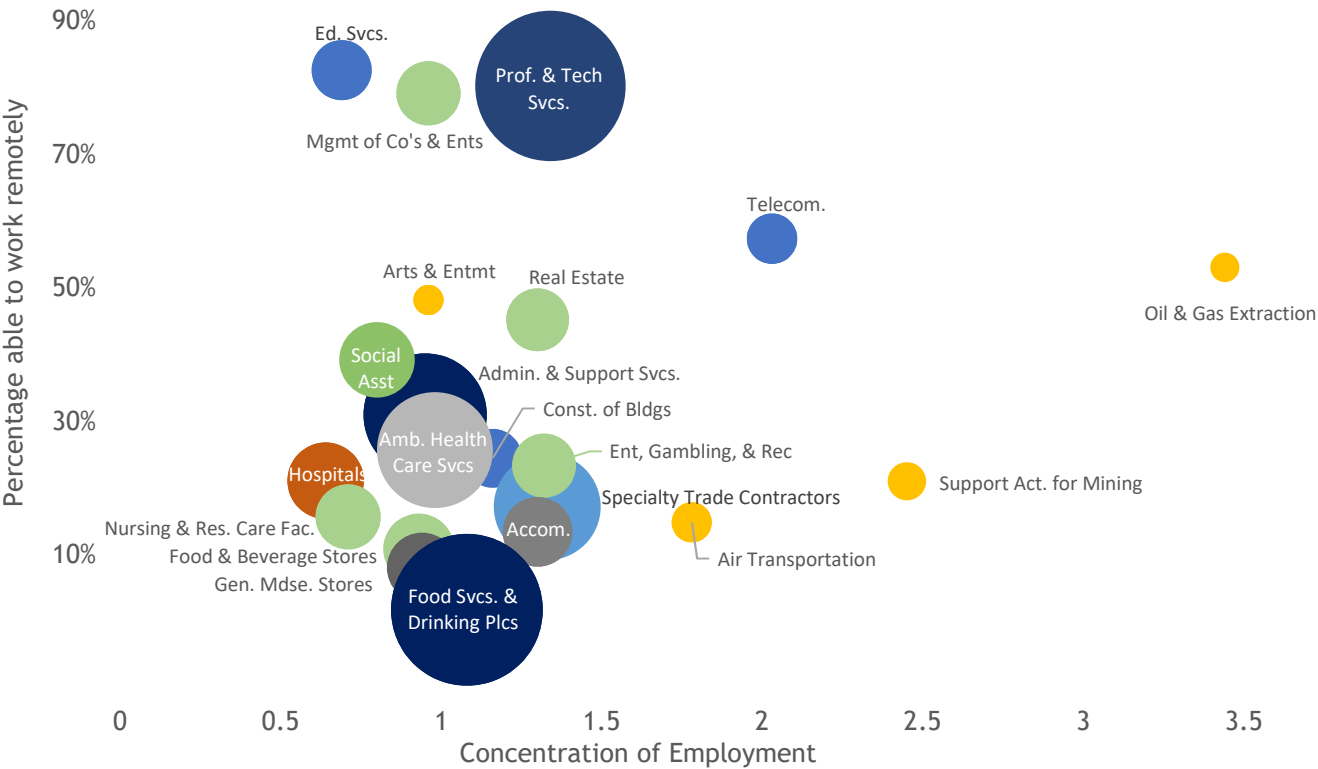 90%
Ed. Svcs.
Prof. & Tech
Svcs.
Mgmt of Co's & Ents
70%
Telecom.
Percentage able to work remotely
Arts & Entmt
Real Estate
50%
Oil & Gas Extraction
Social
Asst
Admin. & Support Svcs.
Const. of Bldgs
30%
Amb. Health
Care Svcs
Ent, Gambling, & Rec
Hospitals
Support Act. for Mining
Specialty Trade Contractors
Nursing & Res. Care Fac.
Accom.
10%
Food & Beverage Stores
Air Transportation
Gen. Mdse. Stores
Food Svcs. &
Drinking Plcs
0 0.5 1 1.5 2 2.5 3 3.5
Concentration of Employment